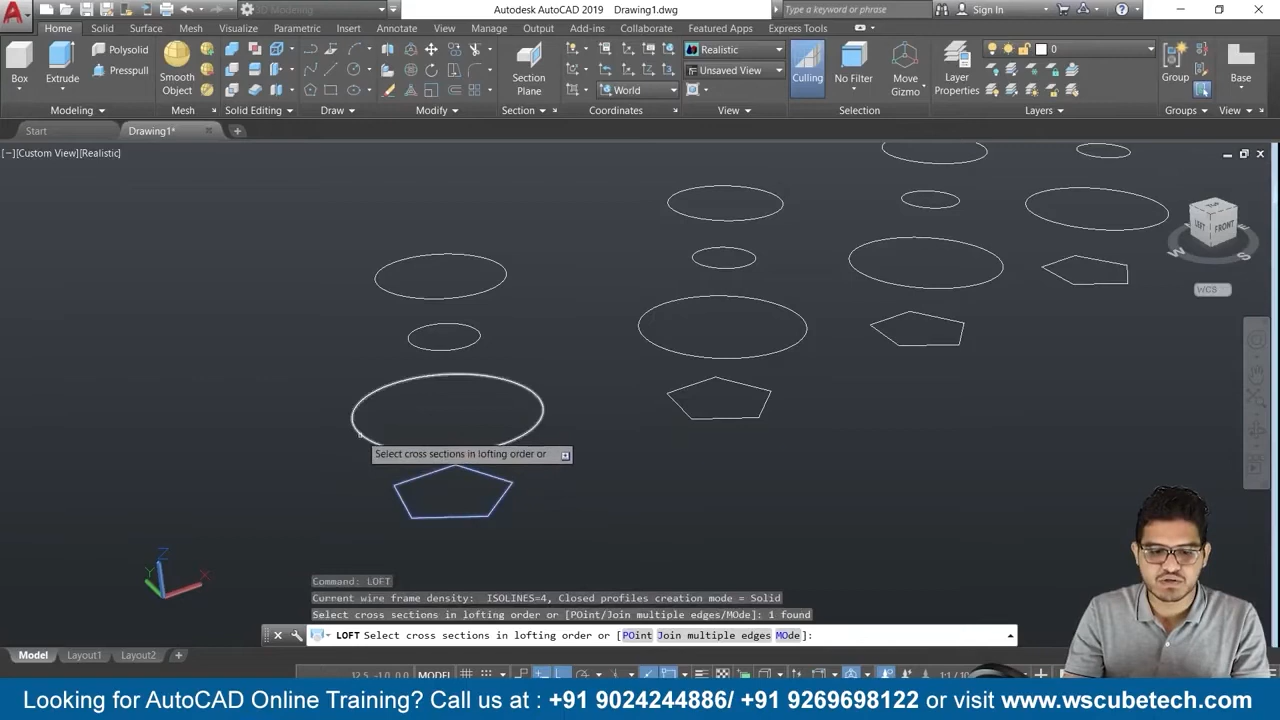 3D Modeling
Autodesk AutoCAD 2019 Drawing1.dwg
Type a keyword or phrase
Sign In
Home Solid Surface Mesh Visualize Parametric Insert Annotate View Manage Output Add-ins Collaborate Featured Apps Express Tools
Box
Extrude
Polysolid
Presspull
Smooth
Object
Section
Plane
World
Realistic
Unsaved View
Culling
No Filter
Move
Gizmo
Layer
Properties
0
Group
Base
Modeling Mesh Solid Editing Draw Modify Section Coordinates View Selection Layers Groups View
Start Drawing1*
[−][Custom View][Realistic]
TOP
LEFT FRONT
W S
WCS
Select cross sections in lofting order or
Z
Y X
Command: LOFT
Current wire frame density: ISOLINES=4, Closed profiles creation mode = Solid
Select cross sections in lofting order or [POint/Join multiple edges/MOde]: 1 found
LOFT Select cross sections in lofting order or [POint Join multiple edges MOde]:
Model Layout1 Layout2
MODEL
Looking for AutoCAD Online Training? Call us at : +91 9024244886/ +91 9269698122 or visit www.wscubetech.com